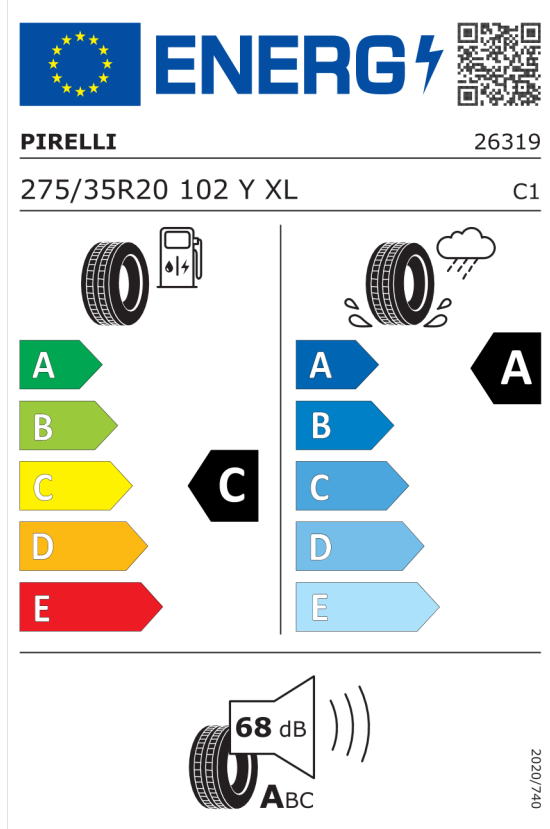 ENERG
PIRELLI 26319
275/35R20 102 Y XL C1
A A A
B B
C C C
D D
E E
68 dB
ABC
2020/740